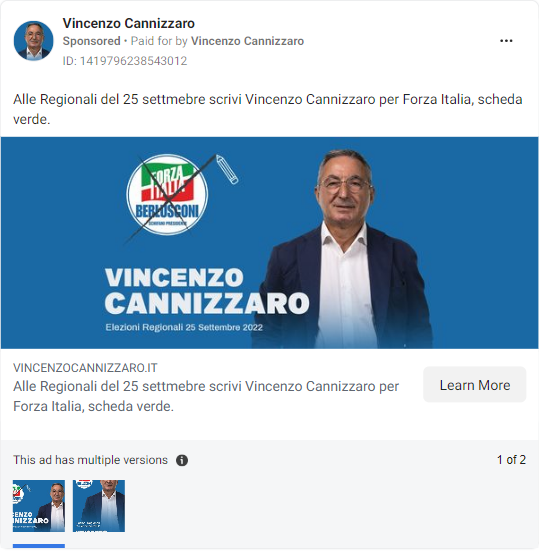 Vincenzo Cannizzaro
Sponsored • Paid for by Vincenzo Cannizzaro
ID: 1419796238543012
Alle Regionali del 25 settmebre scrivi Vincenzo Cannizzaro per Forza Italia, scheda
verde.
FORZA
ITALIA
BERLUSCONI
SCHIFANI PRESIDENTE
VINCENZO
CANNIZZARO
Elezioni Regionali 25 Settembre 2022
VINCENZOCANNIZZARO.IT
Alle Regionali del 25 settmebre scrivi Vincenzo Cannizzaro per
Forza Italia, scheda verde.
Learn More
This ad has multiple versions
1 of 2